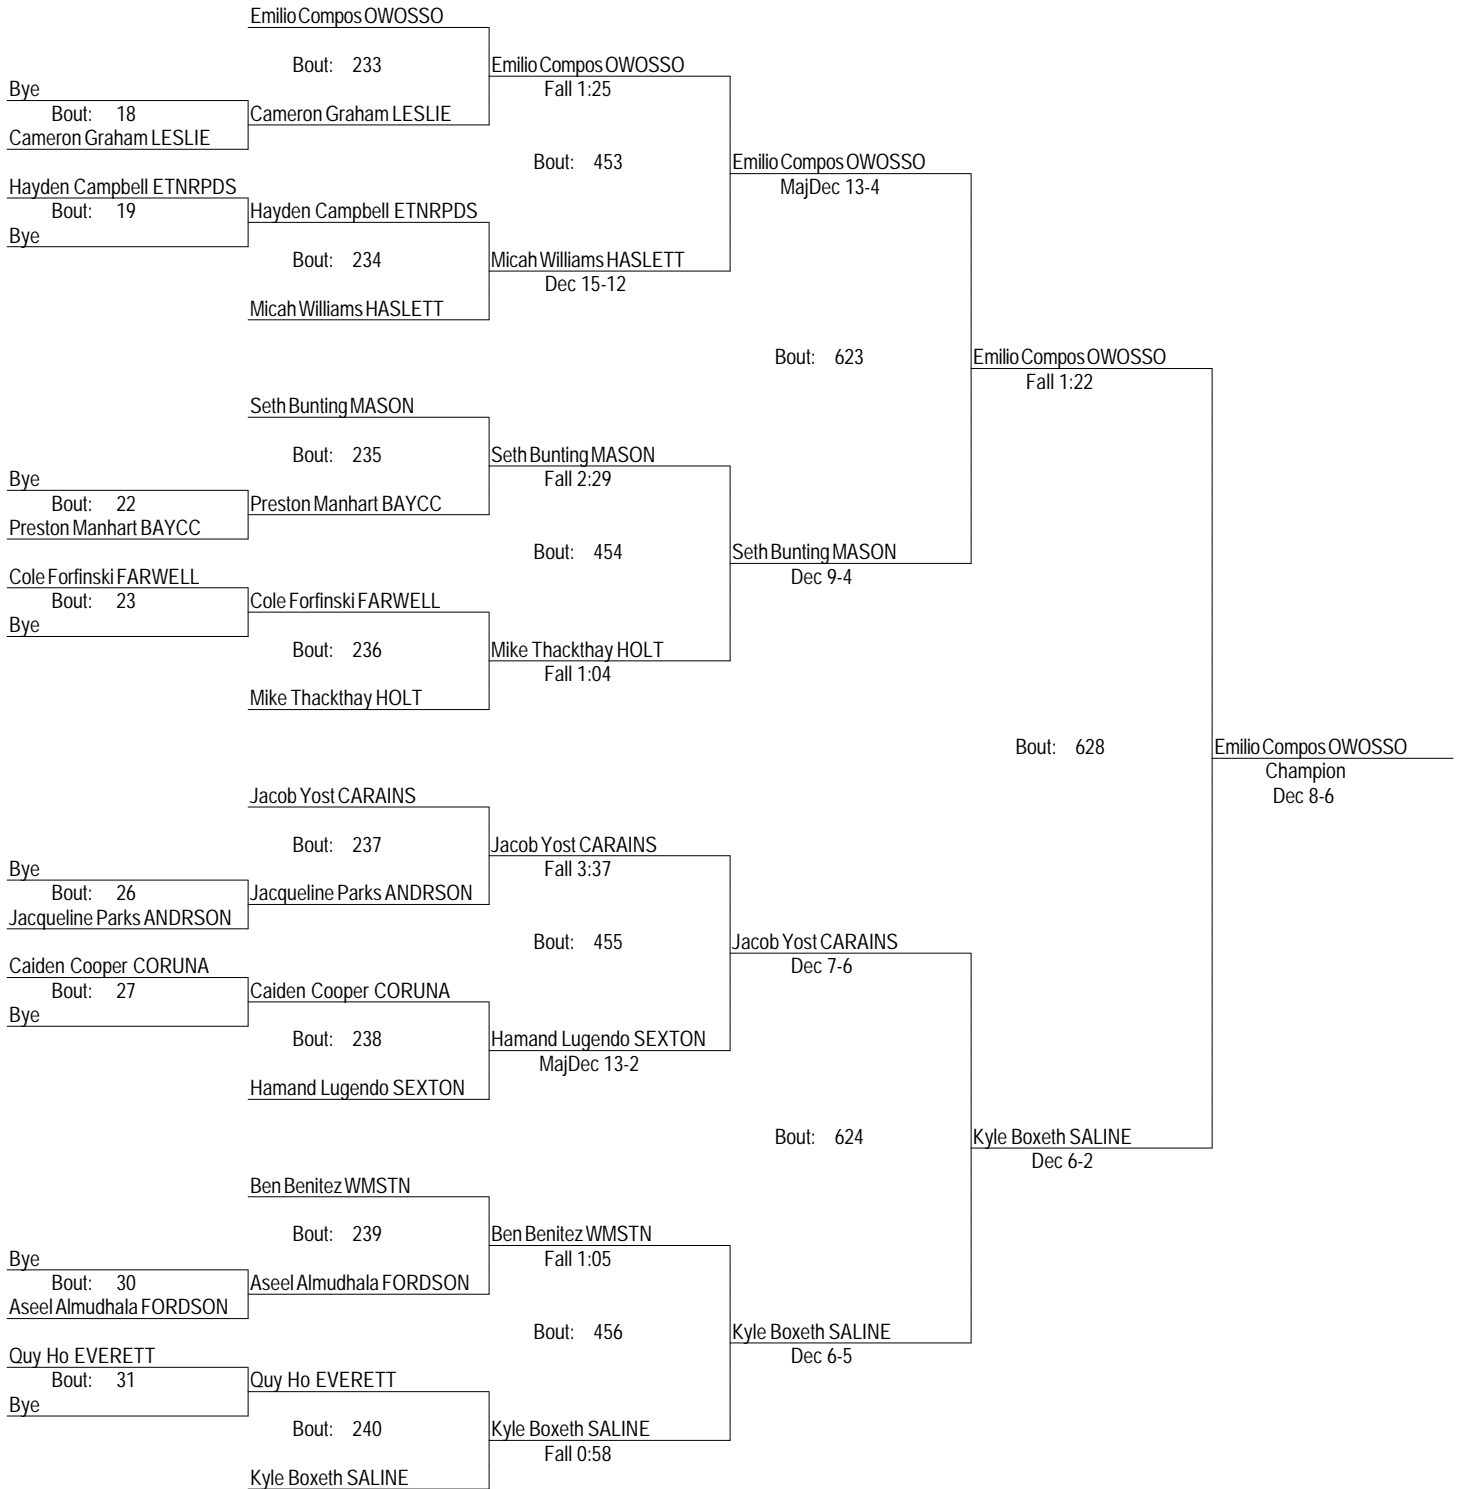 Emilio Compos OWOSSO
Bout: 233
Emilio Compos OWOSSO
Fall 1:25
Bye
Bout: 18
Cameron Graham LESLIE
Cameron Graham LESLIE
Bout: 453
Emilio Compos OWOSSO
MajDec 13-4
Hayden Campbell ETNRPDS
Bout: 19
Bye
Hayden Campbell ETNRPDS
Bout: 234
Micah Williams HASLETT
Dec 15-12
Micah Williams HASLETT
Bout: 623
Emilio Compos OWOSSO
Fall 1:22
Seth Bunting MASON
Bout: 235
Seth Bunting MASON
Fall 2:29
Bye
Bout: 22
Preston Manhart BAYCC
Preston Manhart BAYCC
Bout: 454
Seth Bunting MASON
Dec 9-4
Cole Forfinski FARWELL
Bout: 23
Bye
Cole Forfinski FARWELL
Bout: 236
Mike Thackthay HOLT
Fall 1:04
Mike Thackthay HOLT
Bout: 628
Emilio Compos OWOSSO
Champion
Dec 8-6
Jacob Yost CARAINS
Bout: 237
Jacob Yost CARAINS
Fall 3:37
Bye
Bout: 26
Jacqueline Parks ANDRSON
Jacqueline Parks ANDRSON
Bout: 455
Jacob Yost CARAINS
Dec 7-6
Caiden Cooper CORUNA
Bout: 27
Bye
Caiden Cooper CORUNA
Bout: 238
Hamand Lugendo SEXTON
MajDec 13-2
Hamand Lugendo SEXTON
Bout: 624
Kyle Boxeth SALINE
Dec 6-2
Ben Benitez WMSTN
Bout: 239
Ben Benitez WMSTN
Fall 1:05
Bye
Bout: 30
Aseel Almudhala FORDSON
Aseel Almudhala FORDSON
Bout: 456
Kyle Boxeth SALINE
Dec 6-5
Quy Ho EVERETT
Bout: 31
Bye
Quy Ho EVERETT
Bout: 240
Kyle Boxeth SALINE
Fall 0:58
Kyle Boxeth SALINE